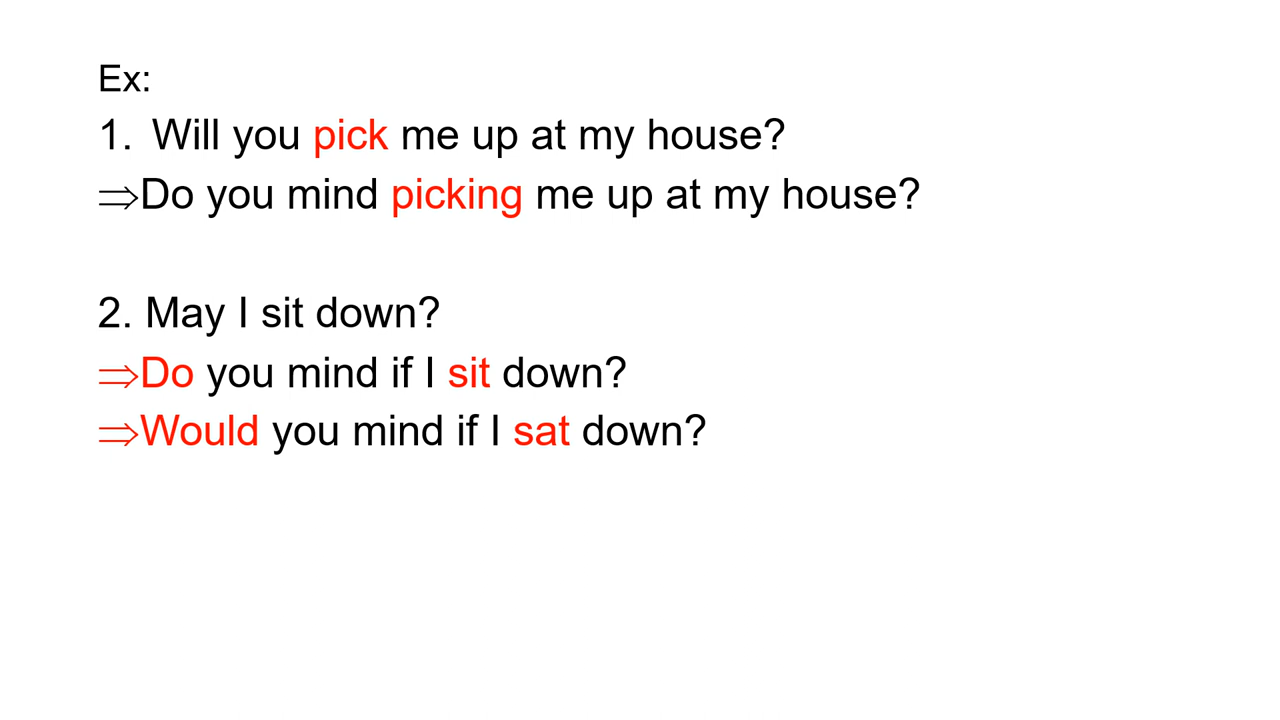 Ex:
1. Will you pick me up at my house?
⇒Do you mind picking me up at my house?
2. May I sit down?
⇒Do you mind if I sit down?
⇒Would you mind if I sat down?